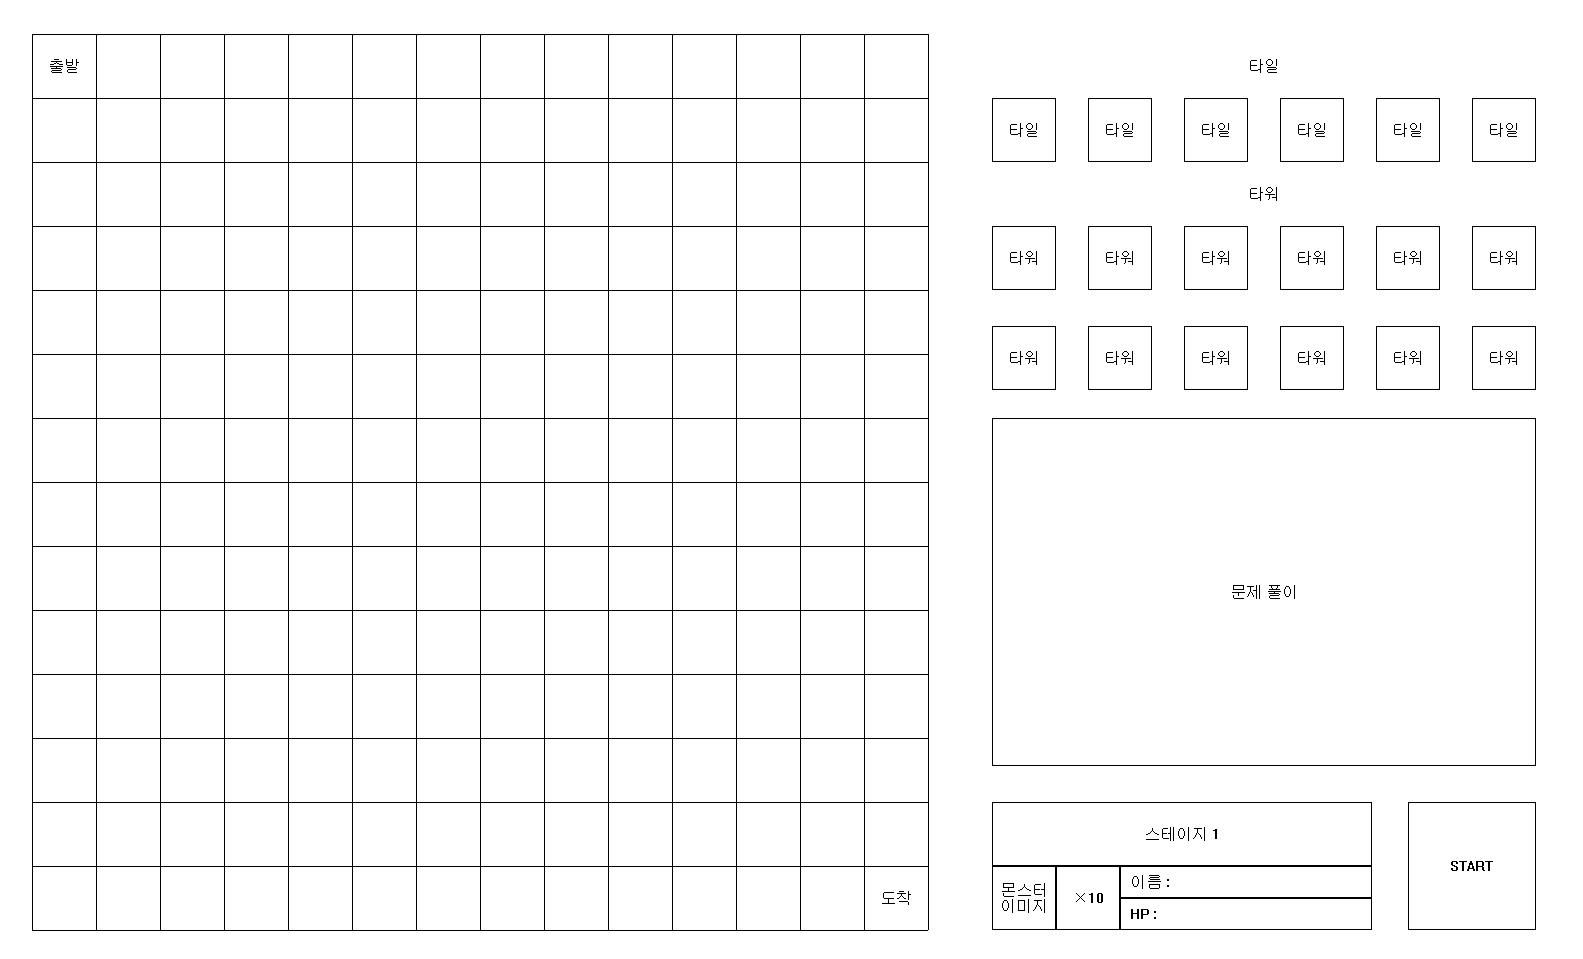 출발
타일
타일
타일
타일
타일
타일
타일
타워
타워
타워
타워
타워
타워
타워
타워
타워
타워
타워
타워
타워
문제 풀이
스테이지 1
몬스터
이미지
×10
이름 :
HP :
START
도착